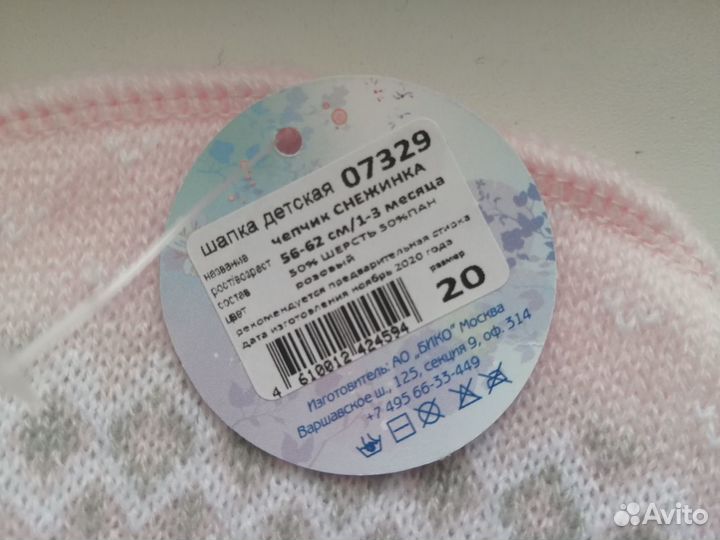 шапка детская 07329
название чепчик СНЕЖИНКА
рост/возраст 56-62 см/1-3 месяца
состав 50% ШЕРСТЬ 50%ПАН
цвет розовый
рекомендуется предварительная стирка
дата изготовления ноябрь 2020 года
размер
20
4 610012 424594
Изготовитель: АО „БИКО" Москва
Варшавское ш., 125, секция 9, оф. 314
+7 495 66-33-449
Avito